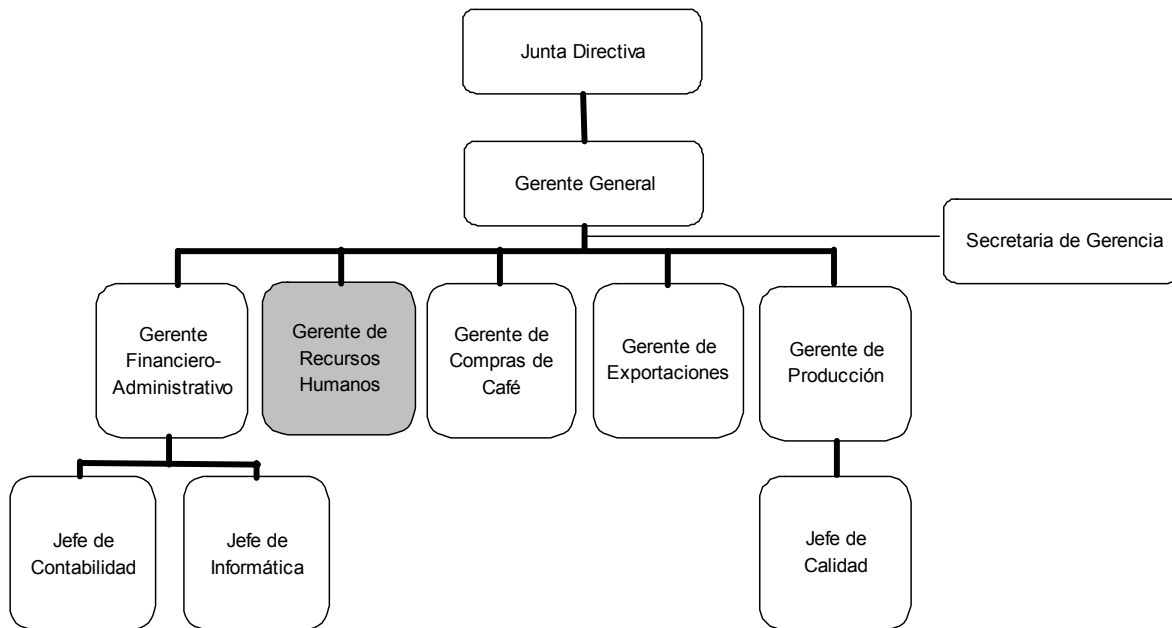 Junta Directiva
Gerente General
Secretaria de Gerencia
Gerente
Financiero-
Administrativo
Gerente de
Recursos
Humanos
Gerente de
Compras de
Café
Gerente de
Exportaciones
Gerente de
Producción
Jefe de
Contabilidad
Jefe de
Informática
Jefe de
Calidad